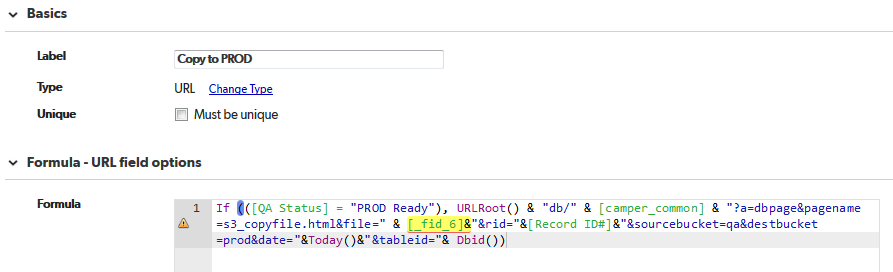 Basics
Label
Copy to PROD
Type
URL Change Type
Unique
Must be unique
Formula - URL field options
Formula
1 If (([QA Status] = "PROD Ready"), URLRoot() & "db/" & [camper_common] & "?a=dbpage&pagename
=s3_copyfile.html&file=" & [_fid_6]&"&rid="&[Record ID#]&"&sourcebucket=qa&destbucket
=prod&date="&Today()&"&tableid="& Dbid())